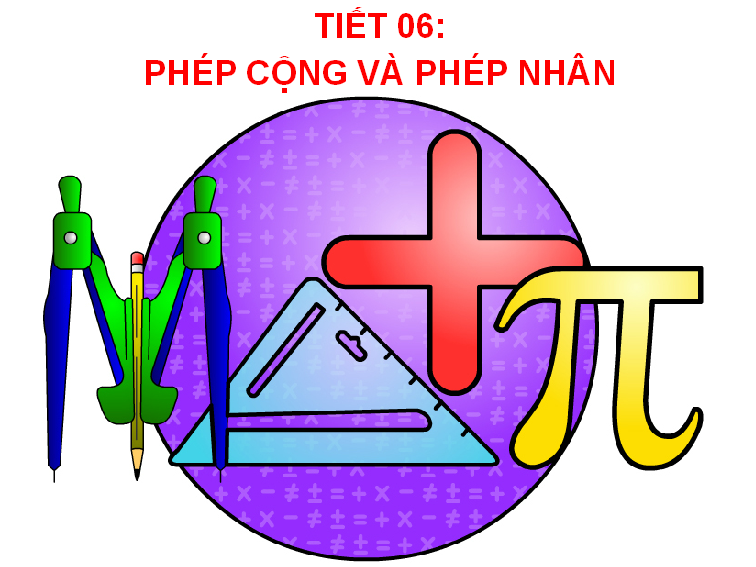 TIẾT 06:
PHÉP CỘNG VÀ PHÉP NHÂN